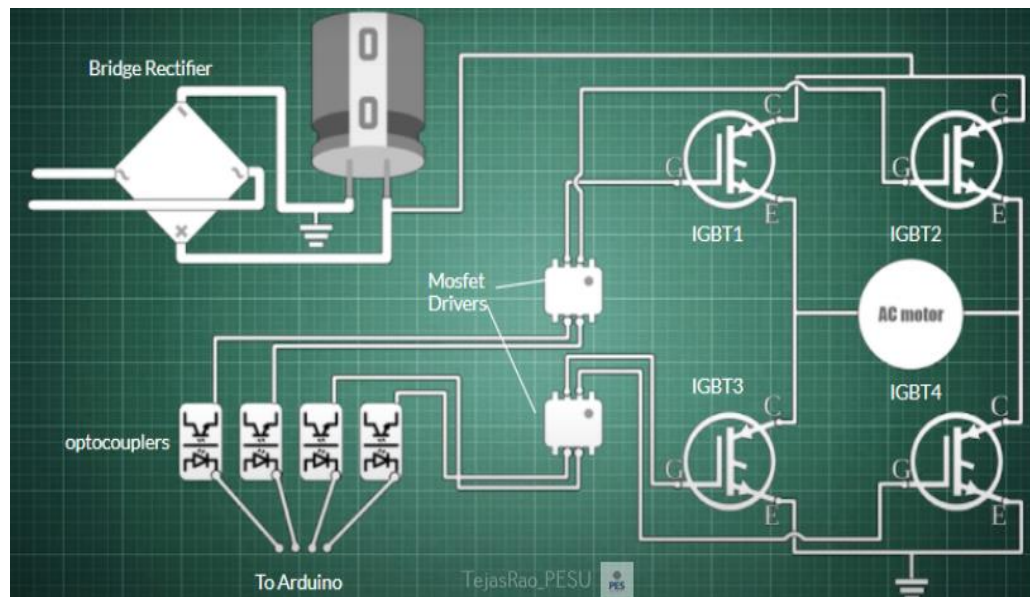 Bridge Rectifier
C
C
G
G
E
E
IGBT1
IGBT2
Mosfet
Drivers
AC motor
IGBT3
IGBT4
C
C
optocouplers
G
G
E
E
To Arduino
TejasRao_PESU
PES